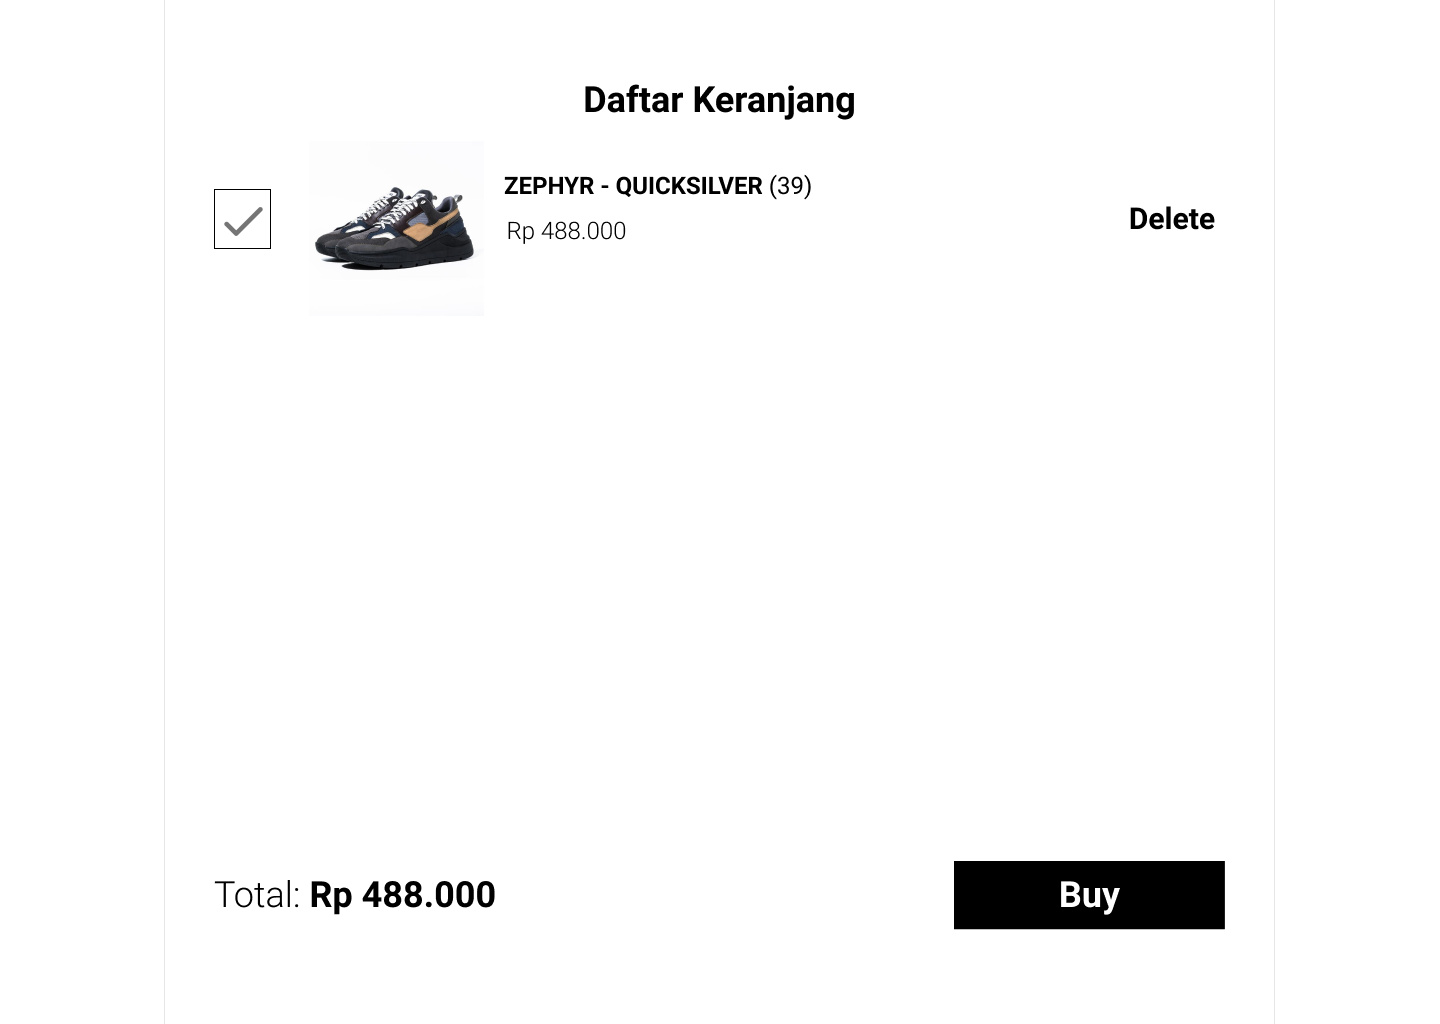 Daftar Keranjang
ZEPHYR - QUICKSILVER (39)
Rp 488.000
Delete
Total: Rp 488.000
Buy